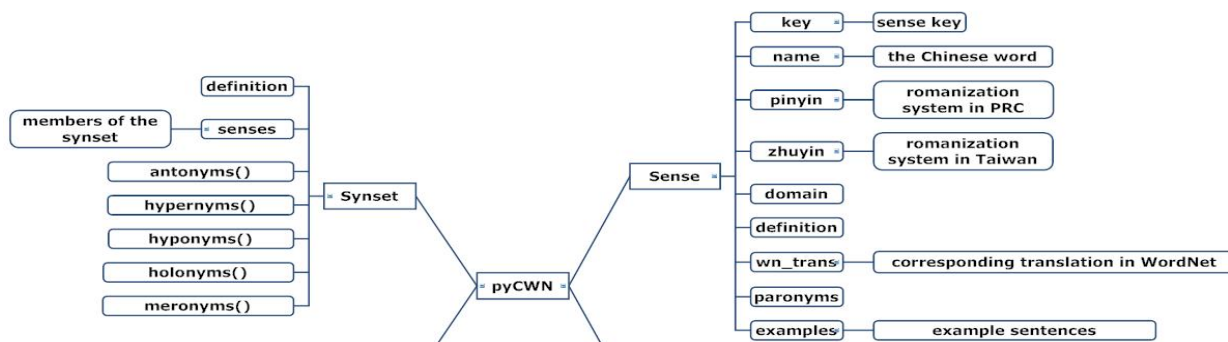 definition
members of the
synset
senses
antonyms()
hypernyms()
hyponyms()
holonyms()
meronyms()
Synset
pyCWN
Sense
key
sense key
name
the Chinese word
pinyin
romanization
system in PRC
zhuyin
romanization
system in Taiwan
domain
definition
wn_trans
corresponding translation in WordNet
paronyms
examples
example sentences